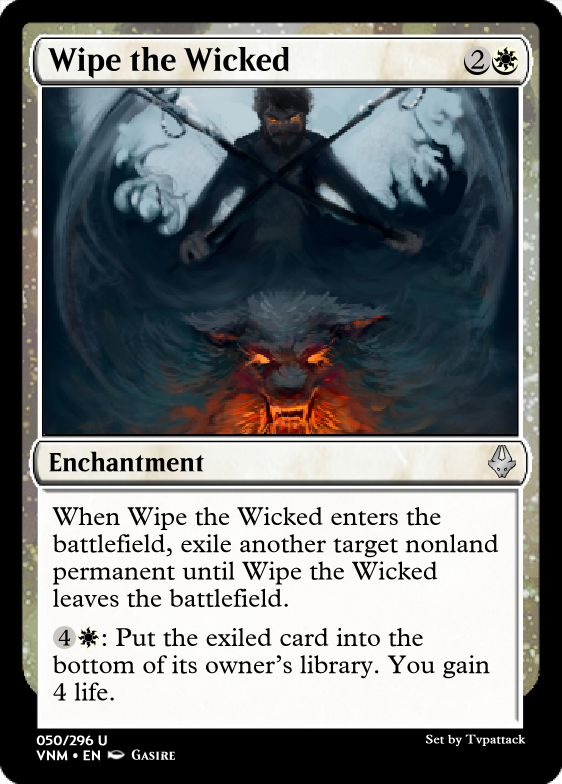 Wipe the Wicked 2
Enchantment
When Wipe the Wicked enters the
battlefield, exile another target nonland
permanent until Wipe the Wicked
leaves the battlefield.
4 : Put the exiled card into the
bottom of its owner's library. You gain
4 life.
050/296 U
Set by Tvpattack
VNM • EN Gasire